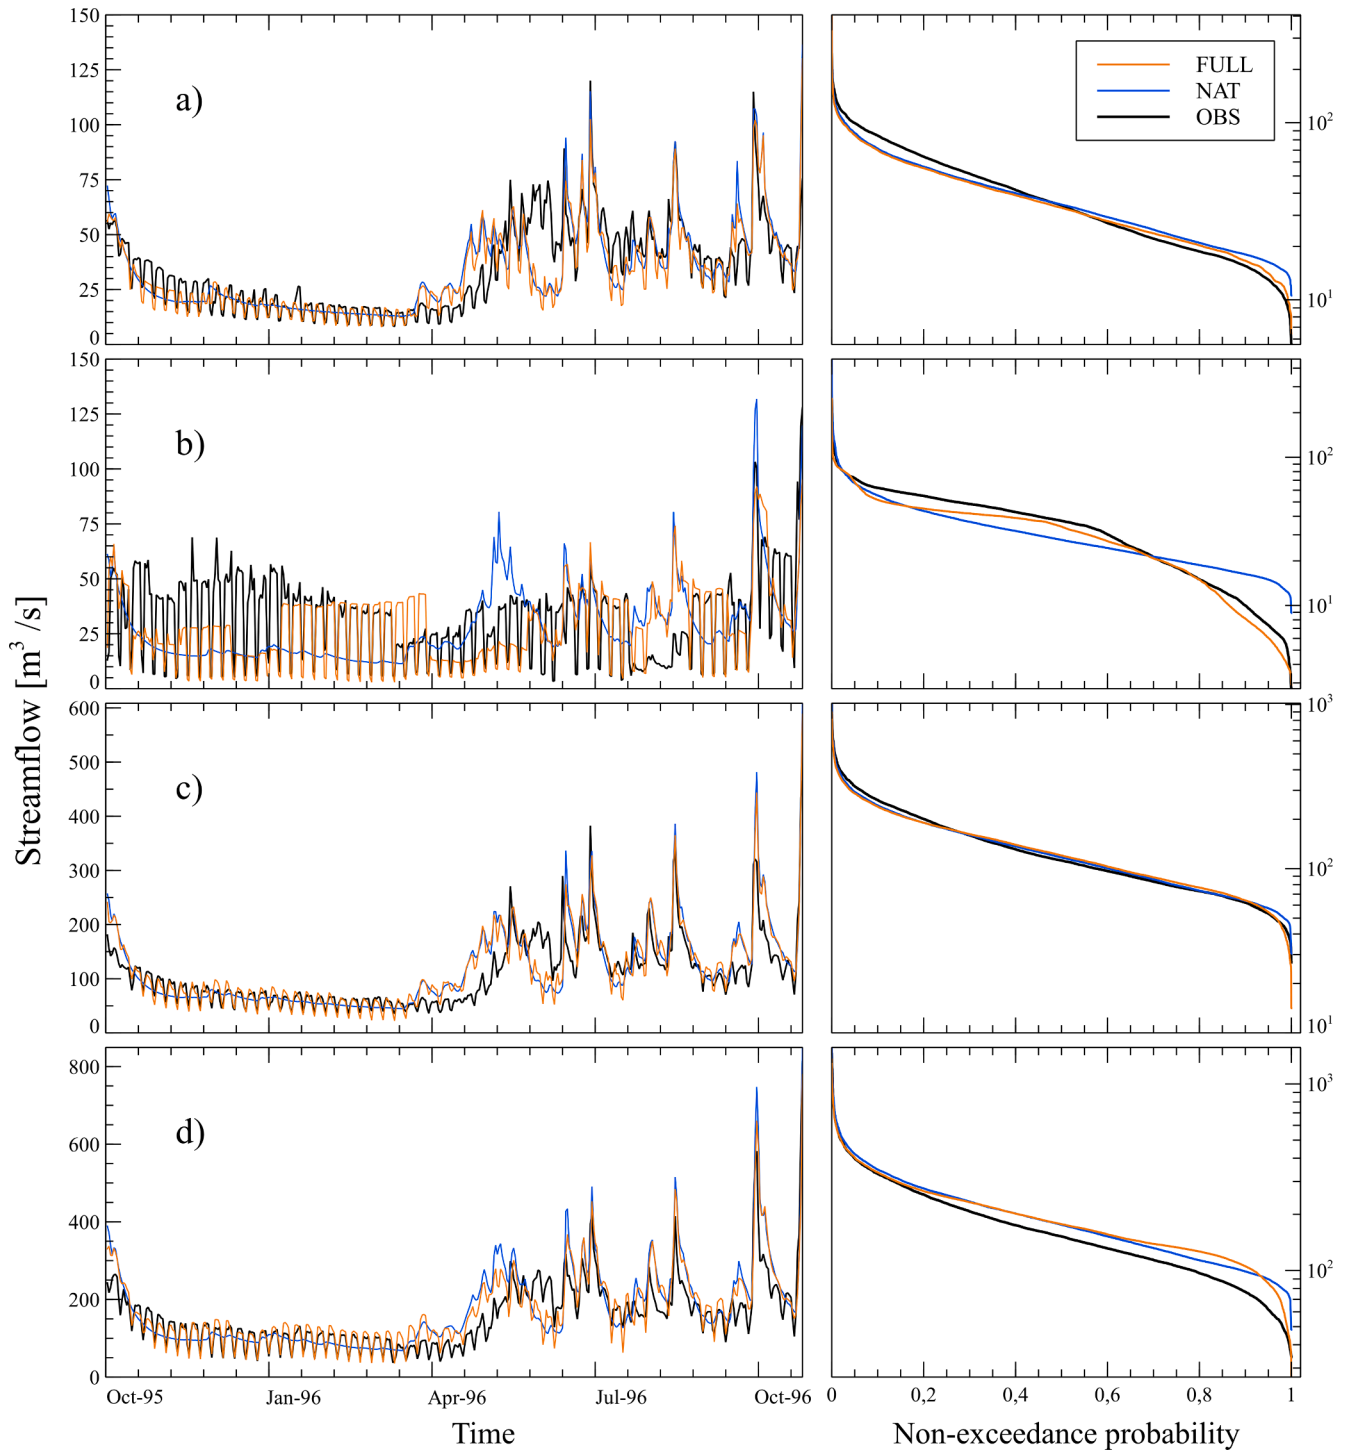 150
125
100
75
50
25
0
a)
FULL
NAT
OBS
10²
10¹
150
125
100
75
50
25
0
b)
10²
10¹
600
500
400
300
200
100
0
c)
10³
10²
10¹
800
600
400
200
0
d)
10³
10²
Streamflow [m³ /s]
Oct-95 Jan-96 Apr-96 Jul-96 Oct-96
0 0,2 0,4 0,6 0,8 1
Time
Non-exceedance probability